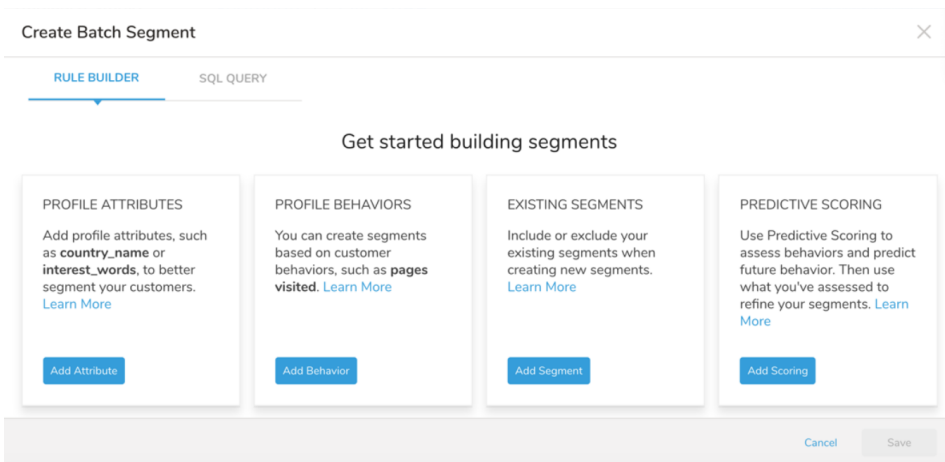 Create Batch Segment
RULE BUILDER
SQL QUERY
Get started building segments
PROFILE ATTRIBUTES
Add profile attributes, such
as country_name or
interest_words, to better
segment your customers.
Learn More
Add Attribute
PROFILE BEHAVIORS
You can create segments
based on customer
behaviors, such as pages
visited. Learn More
Add Behavior
EXISTING SEGMENTS
Include or exclude your
existing segments when
creating new segments.
Learn More
Add Segment
PREDICTIVE SCORING
Use Predictive Scoring to
assess behaviors and predict
future behavior. Then use
what you've assessed to
refine your segments. Learn
More
Add Scoring
Cancel
Save